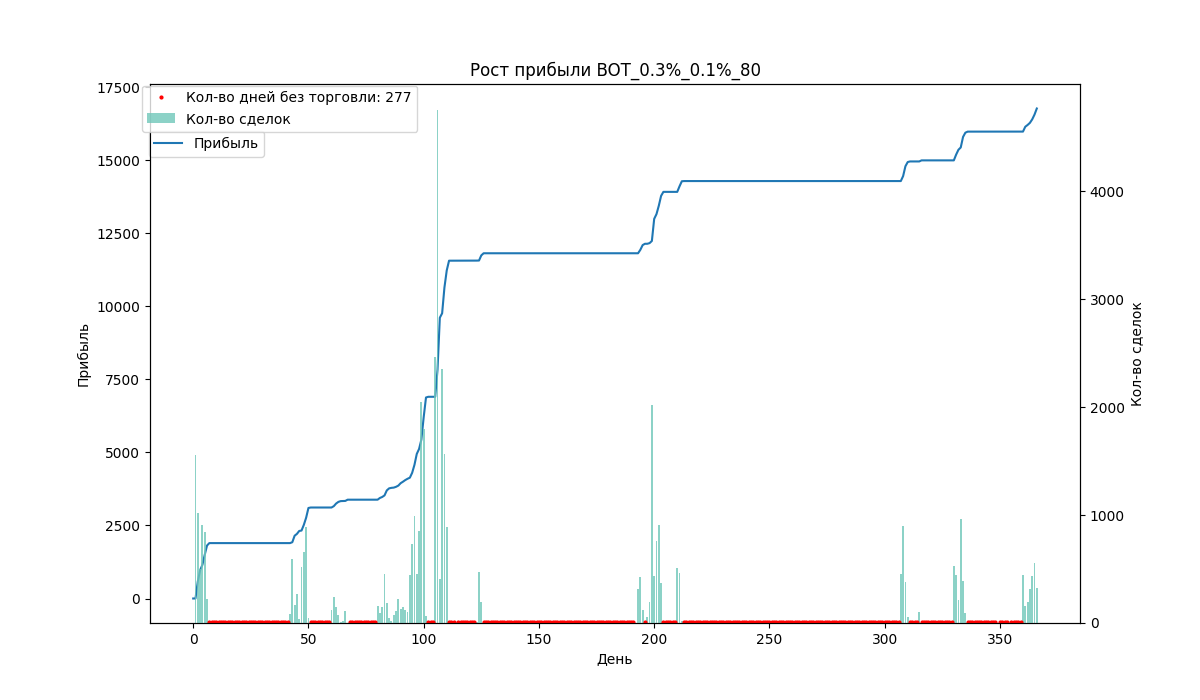 Рост прибыли BOT_0.3%_0.1%_80
Кол-во дней без торговли: 277
Кол-во сделок
Прибыль
17500
15000
12500
10000
7500
5000
2500
0
Прибыль
4000
3000
2000
1000
0
Кол-во сделок
0 50 100 150 200 250 300 350
День